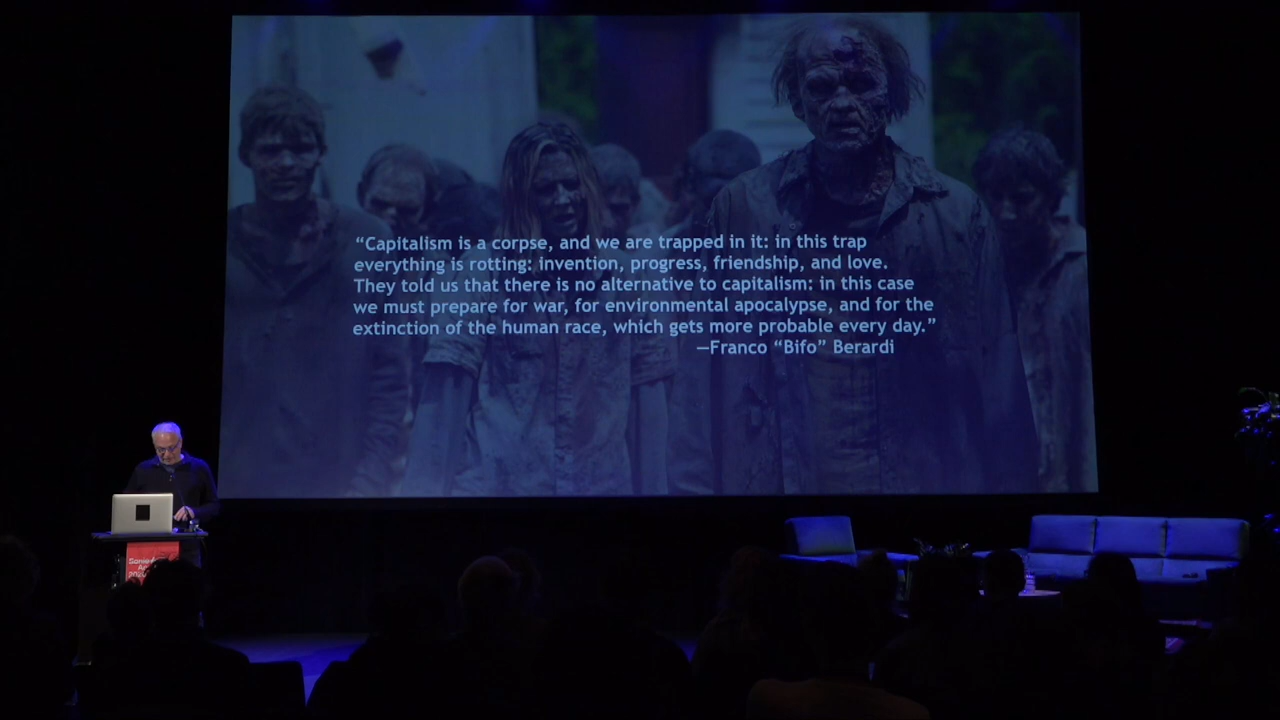 “Capitalism is a corpse, and we are trapped in it: in this trap
everything is rotting: invention, progress, friendship, and love.
They told us that there is no alternative to capitalism: in this case
we must prepare for war, for environmental apocalypse, and for the
extinction of the human race, which gets more probable every day.”
—Franco “Bifo” Berardi